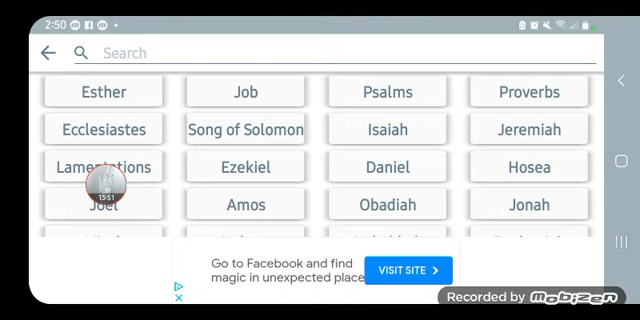 2:50
Search
Esther Job Psalms Proverbs
Ecclesiastes Song of Solomon Isaiah Jeremiah
Lamentations Ezekiel Daniel Hosea
13:51
Joel Amos Obadiah Jonah
Go to Facebook and find
magic in unexpected place
VISIT SITE
Recorded by Mobizen